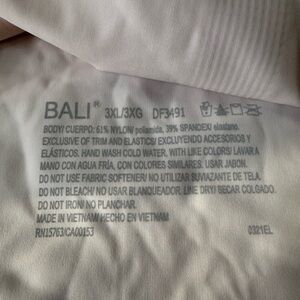 BALI® 3XL/3XG DF3491
BODY/ CUERPO: 61% NYLON/ poliamida, 39% SPANDEX/ elastano.
EXCLUSIVE OF TRIM AND ELASTICS/ EXCLUYENDO ACCESORIOS Y
ELÁSTICOS. HAND WASH COLD WATER, WITH LIKE COLORS/ LAVAR A
MANO CON AGUA FRÍA, CON COLORES SIMILARES. USAR JABON.
DO NOT USE FABRIC SOFTENER/ NO UTILIZAR SUAVIZANTE DE TELA.
DO NOT BLEACH/ NO USAR BLANQUEADOR. LINE DRY/ SECAR COLGADO.
DO NOT IRON/ NO PLANCHAR.
MADE IN VIETNAM/ HECHO EN VIETNAM
RN15763/CA00153 0321EL